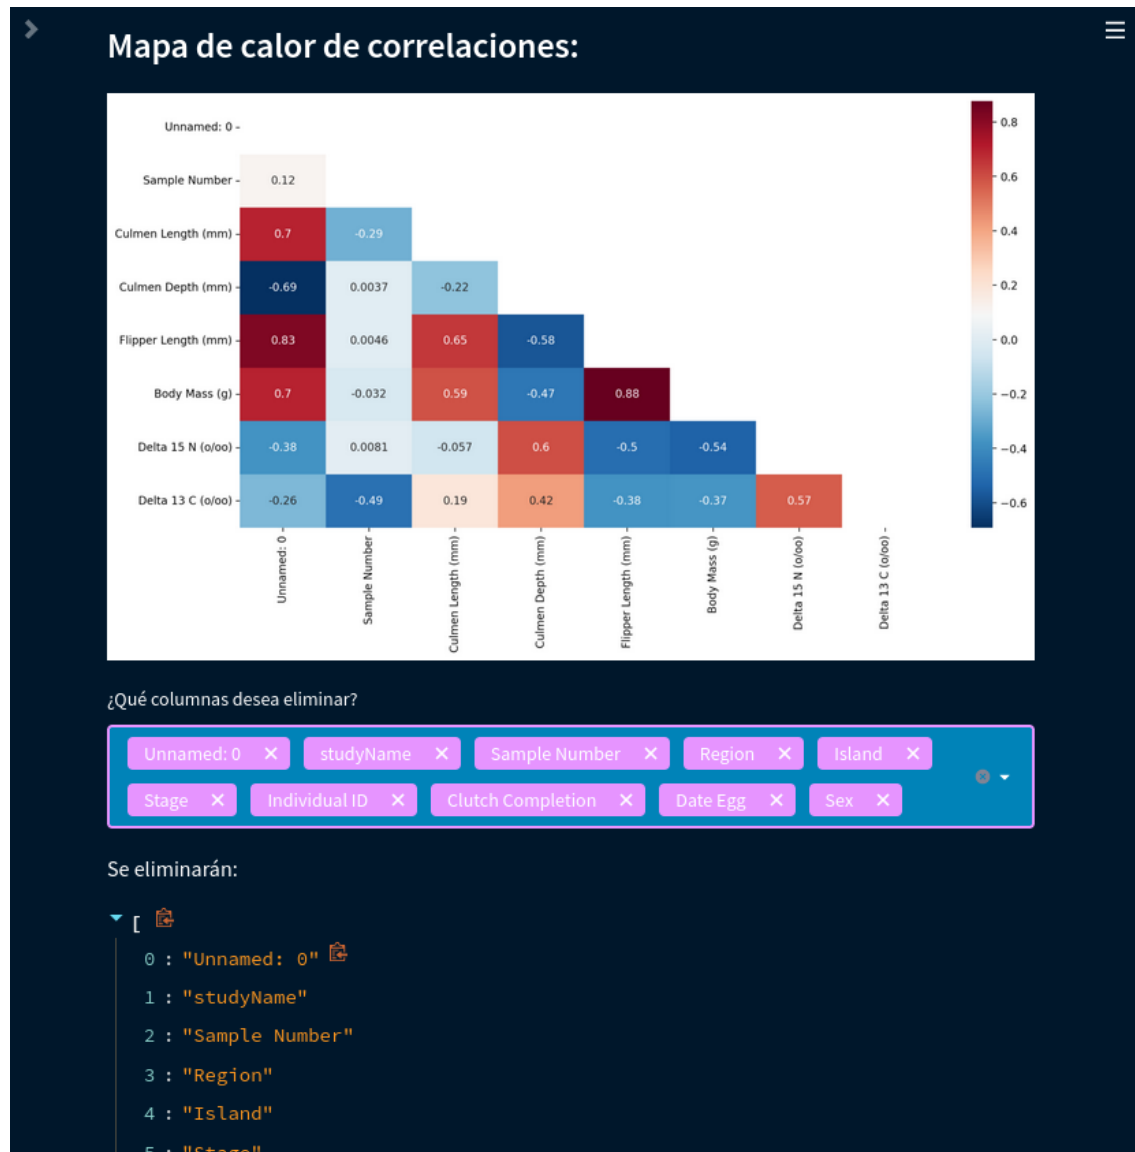 Mapa de calor de correlaciones:
Unnamed: 0
Sample Number 0.12
Culmen Length (mm) 0.7 -0.29
Culmen Depth (mm) -0.69 0.0037 -0.22
Flipper Length (mm) 0.83 0.0046 0.65 -0.58
Body Mass (g) 0.7 -0.032 0.59 -0.47 0.88
Delta 15 N (o/oo) -0.38 0.0081 -0.057 0.6 -0.5 -0.54
Delta 13 C (o/oo) -0.26 -0.49 0.19 0.42 -0.38 -0.37 0.57
Unnamed: 0
Sample Number
Culmen Length (mm)
Culmen Depth (mm)
Flipper Length (mm)
Body Mass (g)
Delta 15 N (o/oo)
Delta 13 C (o/oo)
0.8
0.6
0.4
0.2
0.0
−0.2
−0.4
−0.6
¿Qué columnas desea eliminar?
Unnamed: 0 studyName Sample Number Region Island
Stage Individual ID Clutch Completion Date Egg Sex
Se eliminarán:
[
0 : "Unnamed: 0"
1 : "studyName"
2 : "Sample Number"
3 : "Region"
4 : "Island"
5 : "Stage"